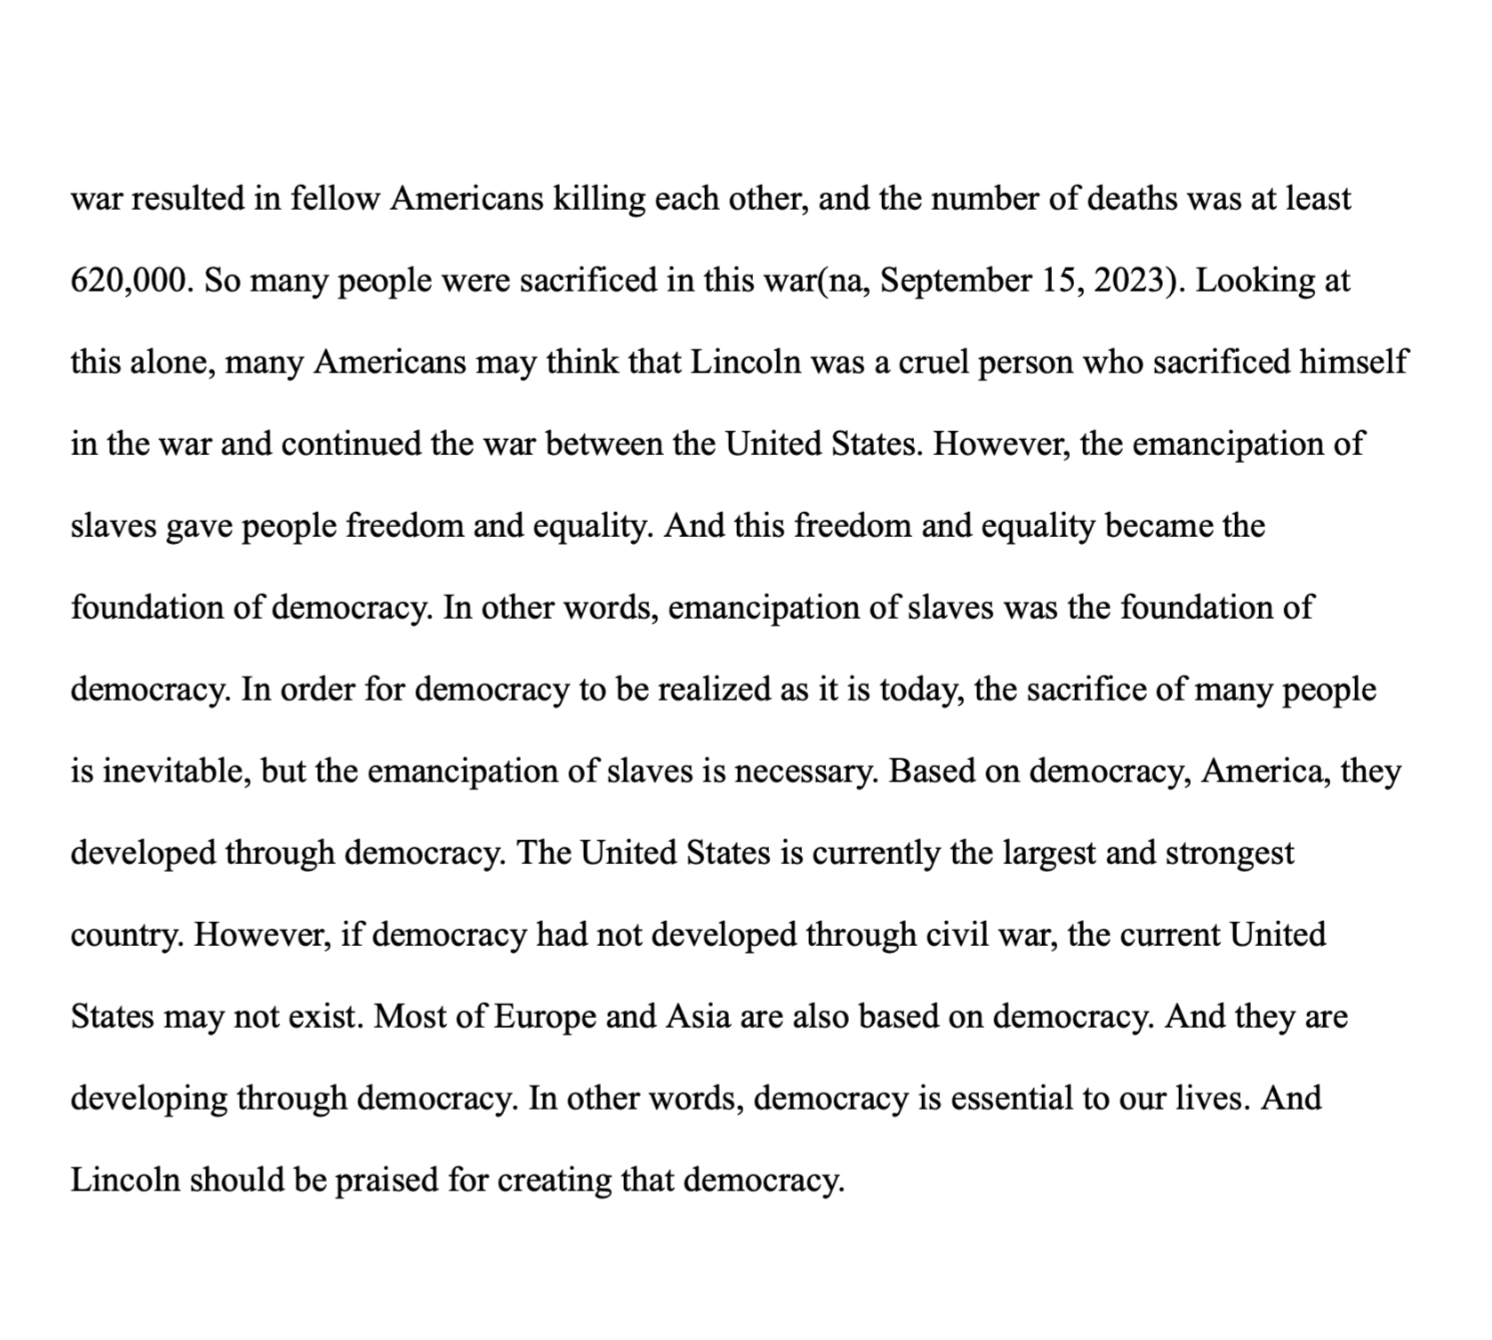 war resulted in fellow Americans killing each other, and the number of deaths was at least
620,000. So many people were sacrificed in this war(na, September 15, 2023). Looking at
this alone, many Americans may think that Lincoln was a cruel person who sacrificed himself
in the war and continued the war between the United States. However, the emancipation of
slaves gave people freedom and equality. And this freedom and equality became the
foundation of democracy. In other words, emancipation of slaves was the foundation of
democracy. In order for democracy to be realized as it is today, the sacrifice of many people
is inevitable, but the emancipation of slaves is necessary. Based on democracy, America, they
developed through democracy. The United States is currently the largest and strongest
country. However, if democracy had not developed through civil war, the current United
States may not exist. Most of Europe and Asia are also based on democracy. And they are
developing through democracy. In other words, democracy is essential to our lives. And
Lincoln should be praised for creating that democracy.